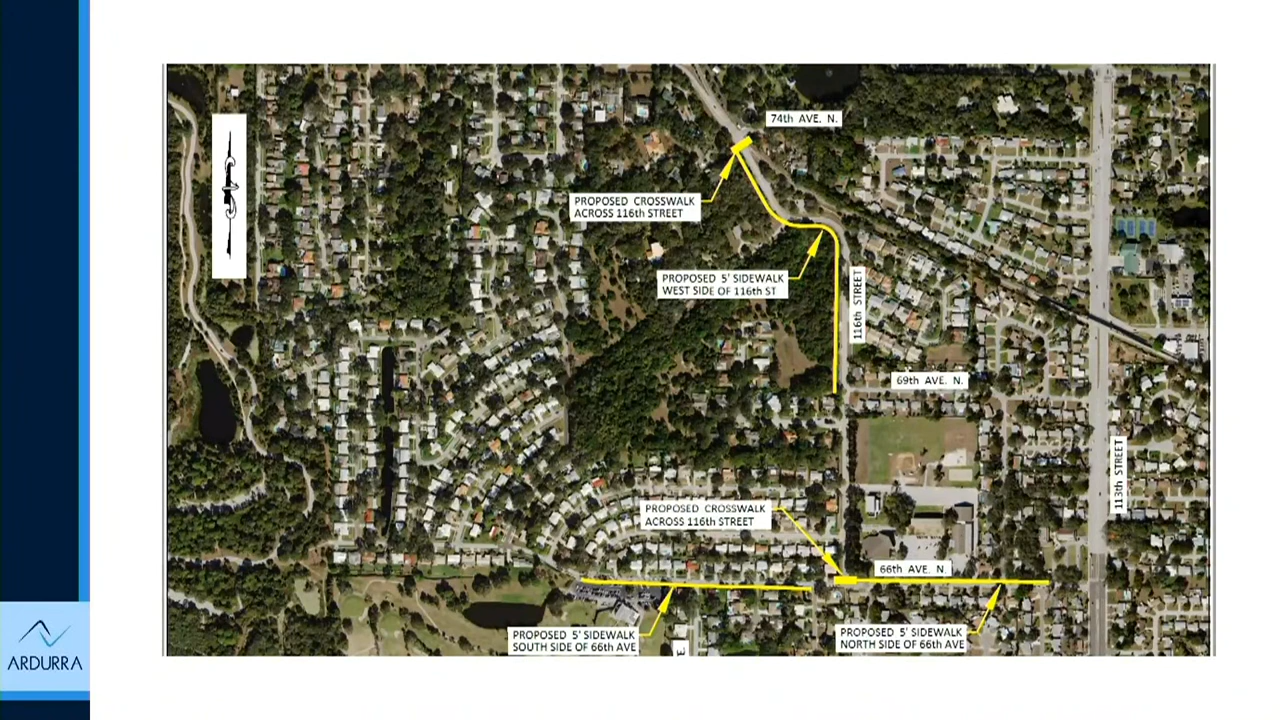 74th AVE. N.
PROPOSED CROSSWALK
ACROSS 116th STREET
PROPOSED 5' SIDEWALK
WEST SIDE OF 116th ST
116th STREET
69th AVE. N.
113th STREET
PROPOSED CROSSWALK
ACROSS 116th STREET
66th AVE. N.
PROPOSED 5' SIDEWALK
SOUTH SIDE OF 66th AVE
E.
PROPOSED 5' SIDEWALK
NORTH SIDE OF 66th AVE
ARDURRA